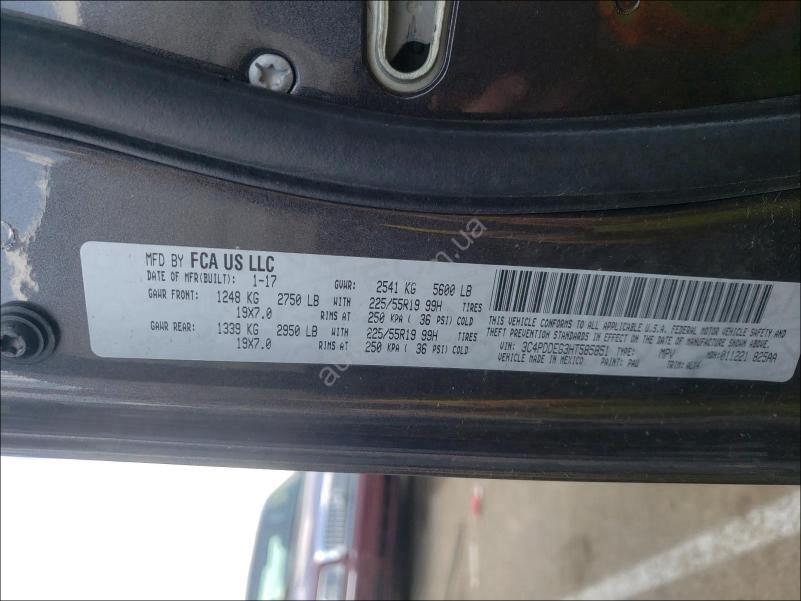 MFD BY FCA US LLC
DATE OF MFR(BUILT): 1-17 GVWR: 2541 KG 5600 LB
GAWR FRONT: 1248 KG 2750 LB WITH 225/55R19 99H TIRES
19X7.0 RIMS AT 250 KPA ( 36 PSI) COLD
GAWR REAR: 1339 KG 2950 LB WITH 225/55R19 99H TIRES
19X7.0 RIMS AT 250 KPA ( 36 PSI) COLD
THIS VEHICLE CONFORMS TO ALL APPLICABLE U.S.A. FEDERAL MOTOR VEHICLE SAFETY AND
THEFT PREVENTION STANDARDS IN EFFECT ON THE DATE OF MANUFACTURE SHOWN ABOVE.
VIN: 3C4PDDEG3HT585851 TYPE: MPV MDH: 011221 825AA
VEHICLE MADE IN MEXICO PAINT: PAU TRIM: